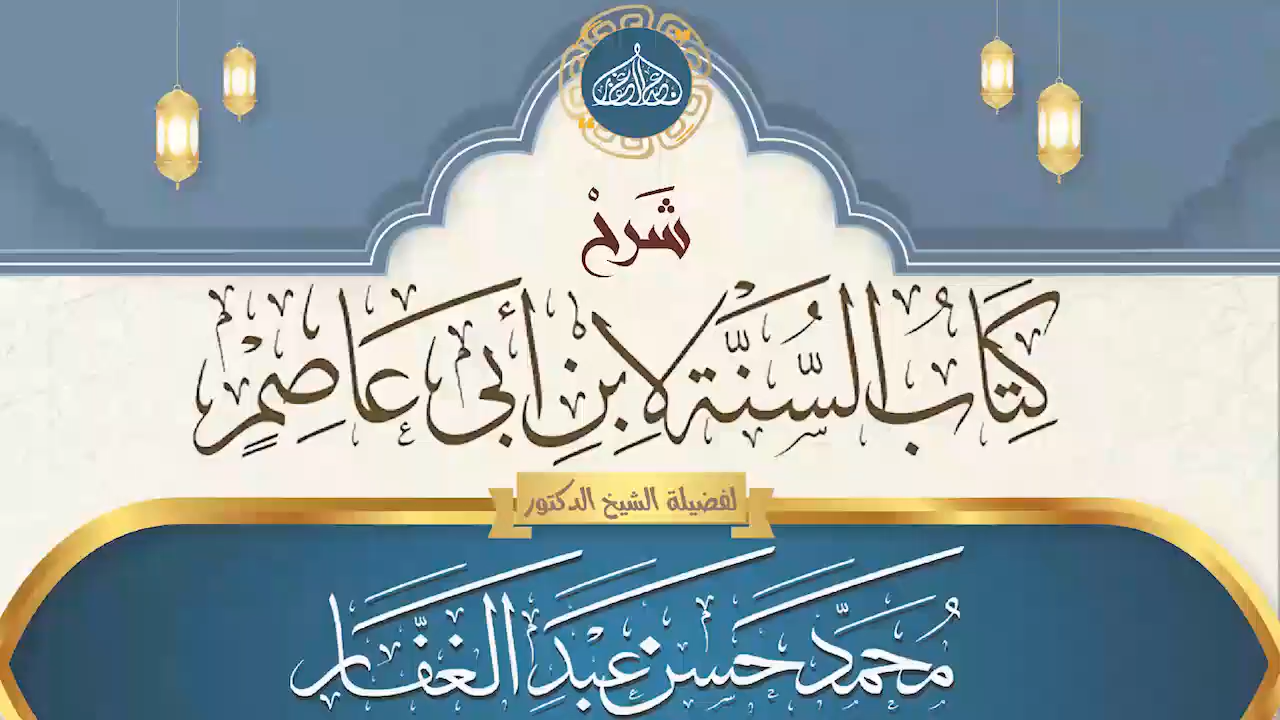 شَرْحُ
كِتَابُ السُّنَّة لِابْنِ أَبِي عَاصِمٍ
لفضيلة الشيخ الدكتور
مُحَمَّد حَسَن عَبْد الغَفَّار